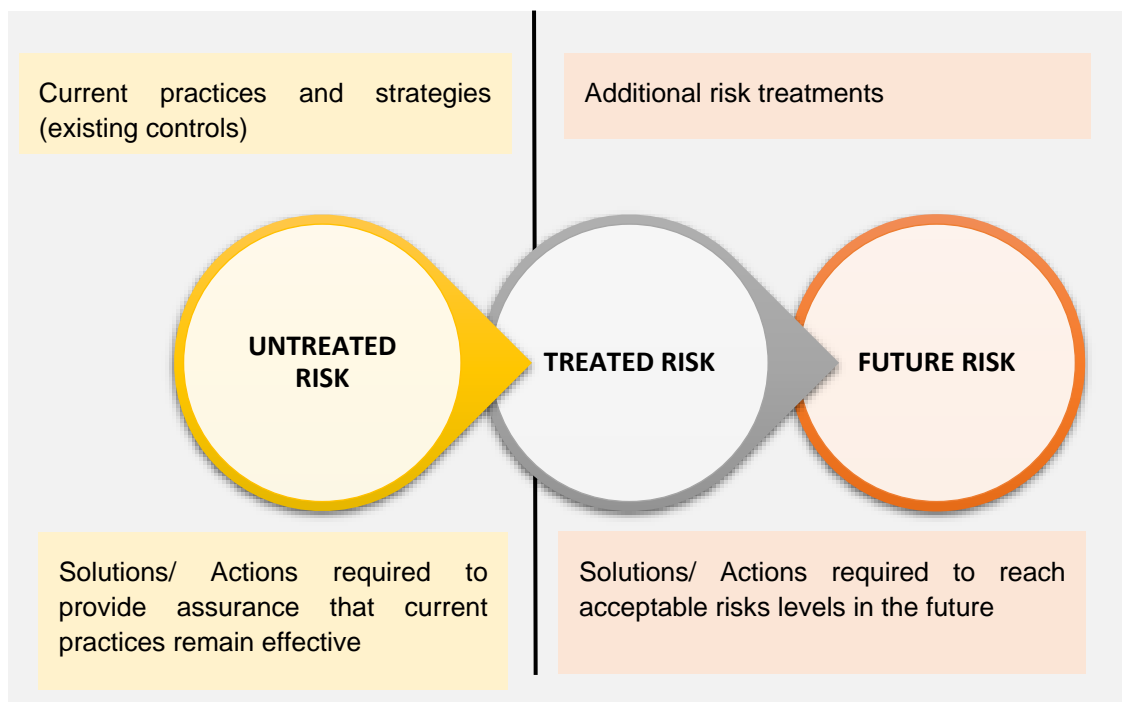 Current practices and strategies
(existing controls)
Additional risk treatments
UNTREATED
RISK
TREATED RISK
FUTURE RISK
Solutions/ Actions required to
provide assurance that current
practices remain effective
Solutions/ Actions required to reach
acceptable risks levels in the future